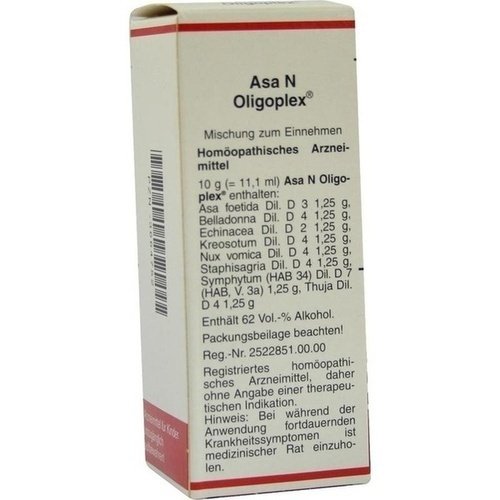 Asa N
Oligoplex®
Mischung zum Einnehmen
Homöopathisches Arznei-
mittel
10 g (= 11,1 ml) Asa N Oligo-
plex® enthalten:
Asa foetida Dil. D 3 1,25 g,
Belladonna Dil. D 4 1,25 g,
Echinacea Dil. D 2 1,25 g,
Kreosotum Dil. D 4 1,25 g,
Nux vomica Dil. D 4 1,25 g,
Staphisagria Dil. D 4 1,25 g,
Symphytum (HAB 34) Dil. D 7
(HAB, V. 3a) 1,25 g, Thuja Dil.
D 4 1,25 g
Enthält 62 Vol.-% Alkohol.
Packungsbeilage beachten!
Reg.-Nr. 2522851.00.00
Registriertes homöopathi-
sches Arzneimittel, daher
ohne Angabe einer therapeu-
tischen Indikation.
Hinweis: Bei während der
Anwendung fortdauernden
Krankheitssymptomen ist
medizinischer Rat einzuho-
len.
Arzneimittel für Kinder